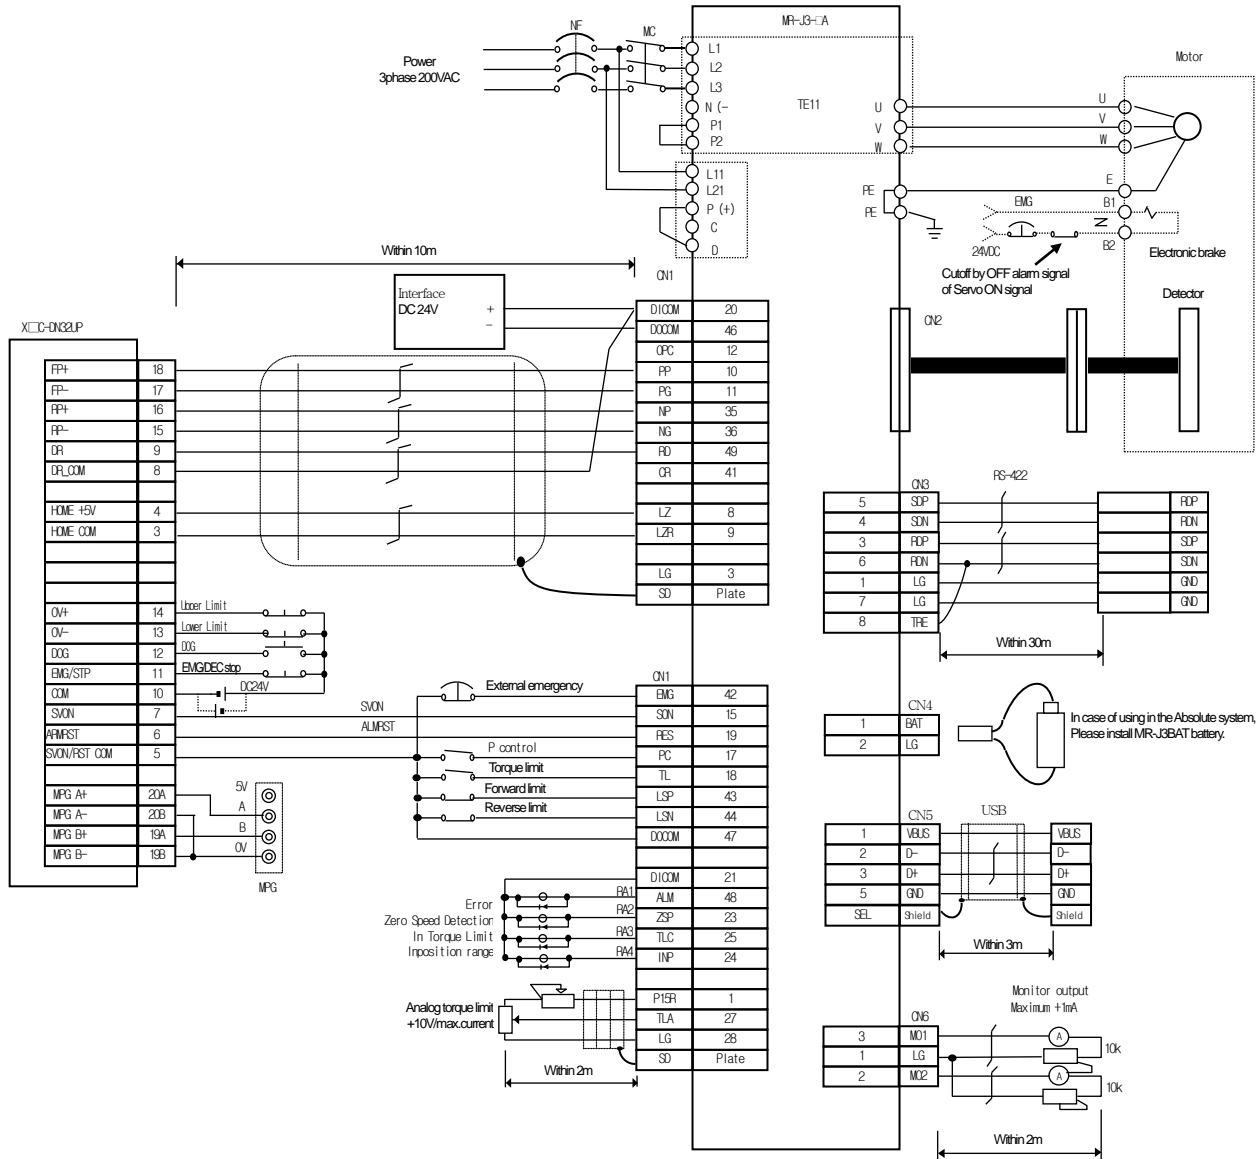 MR-J3-□A
NF
MC
Power
3phase 200VAC
L1
L2
L3
N (-
P1
P2
TE11
U
V
W
Motor
U
V
W
L11
L21
P (+)
C
D
PE
PE
E
EMG
B1
B2
24VDC
Electronic brake
Cutoff by OFF alarm signal
of Servo ON signal
Detector
Within 10m
CN1
Interface
DC 24V
+
-
X□C-DN32UP
FP+ 18
FP- 17
RP+ 16
RP- 15
DR 9
DR_COM 8
HOME +5V 4
HOME COM 3
OV+ 14
OV- 13
DOG 12
EMG/STP 11
COM 10
SVON 7
ARMRST 6
SVON/RST COM 5
MPG A+ 20A
MPG A- 20B
MPG B+ 19A
MPG B- 19B
Upper Limit
Lower Limit
DOG
EMG/DEC stop
DC24V
SVON
ALMRST
5V
A
B
0V
MPG
DICOM 20
DOCOM 46
OPC 12
PP 10
PG 11
NP 35
NG 36
RD 49
CR 41
LZ 8
LZR 9
LG 3
SD Plate
CN1
External emergency
P control
Torque limit
Forward limit
Reverse limit
EMG 42
SON 15
RES 19
PC 17
TL 18
LSP 43
LSN 44
DOCOM 47
DICOM 21
ALM 48
ZSP 23
TLC 25
INP 24
P15R 1
TLA 27
LG 28
SD Plate
RA1
RA2
RA3
RA4
Error
Zero Speed Detection
In Torque Limit
Inposition range
Analog torque limit
+10V/max.current
Within 2m
CN2
CN3
RS-422
5 SDP RDP
4 SDN RDN
3 RDP SDP
6 RDN SDN
1 LG GND
7 LG GND
8 TRE
Within 30m
CN4
1 BAT
2 LG
In case of using in the Absolute system,
Please install MR-J3BAT battery.
CN5
USB
1 VBUS VBUS
2 D- D-
3 D+ D+
5 GND GND
SEL Shield Shield
Within 3m
Monitor output
Maximum +1mA
CN6
3 MO1
1 LG
2 MO2
A
A
10k
10k
Within 2m